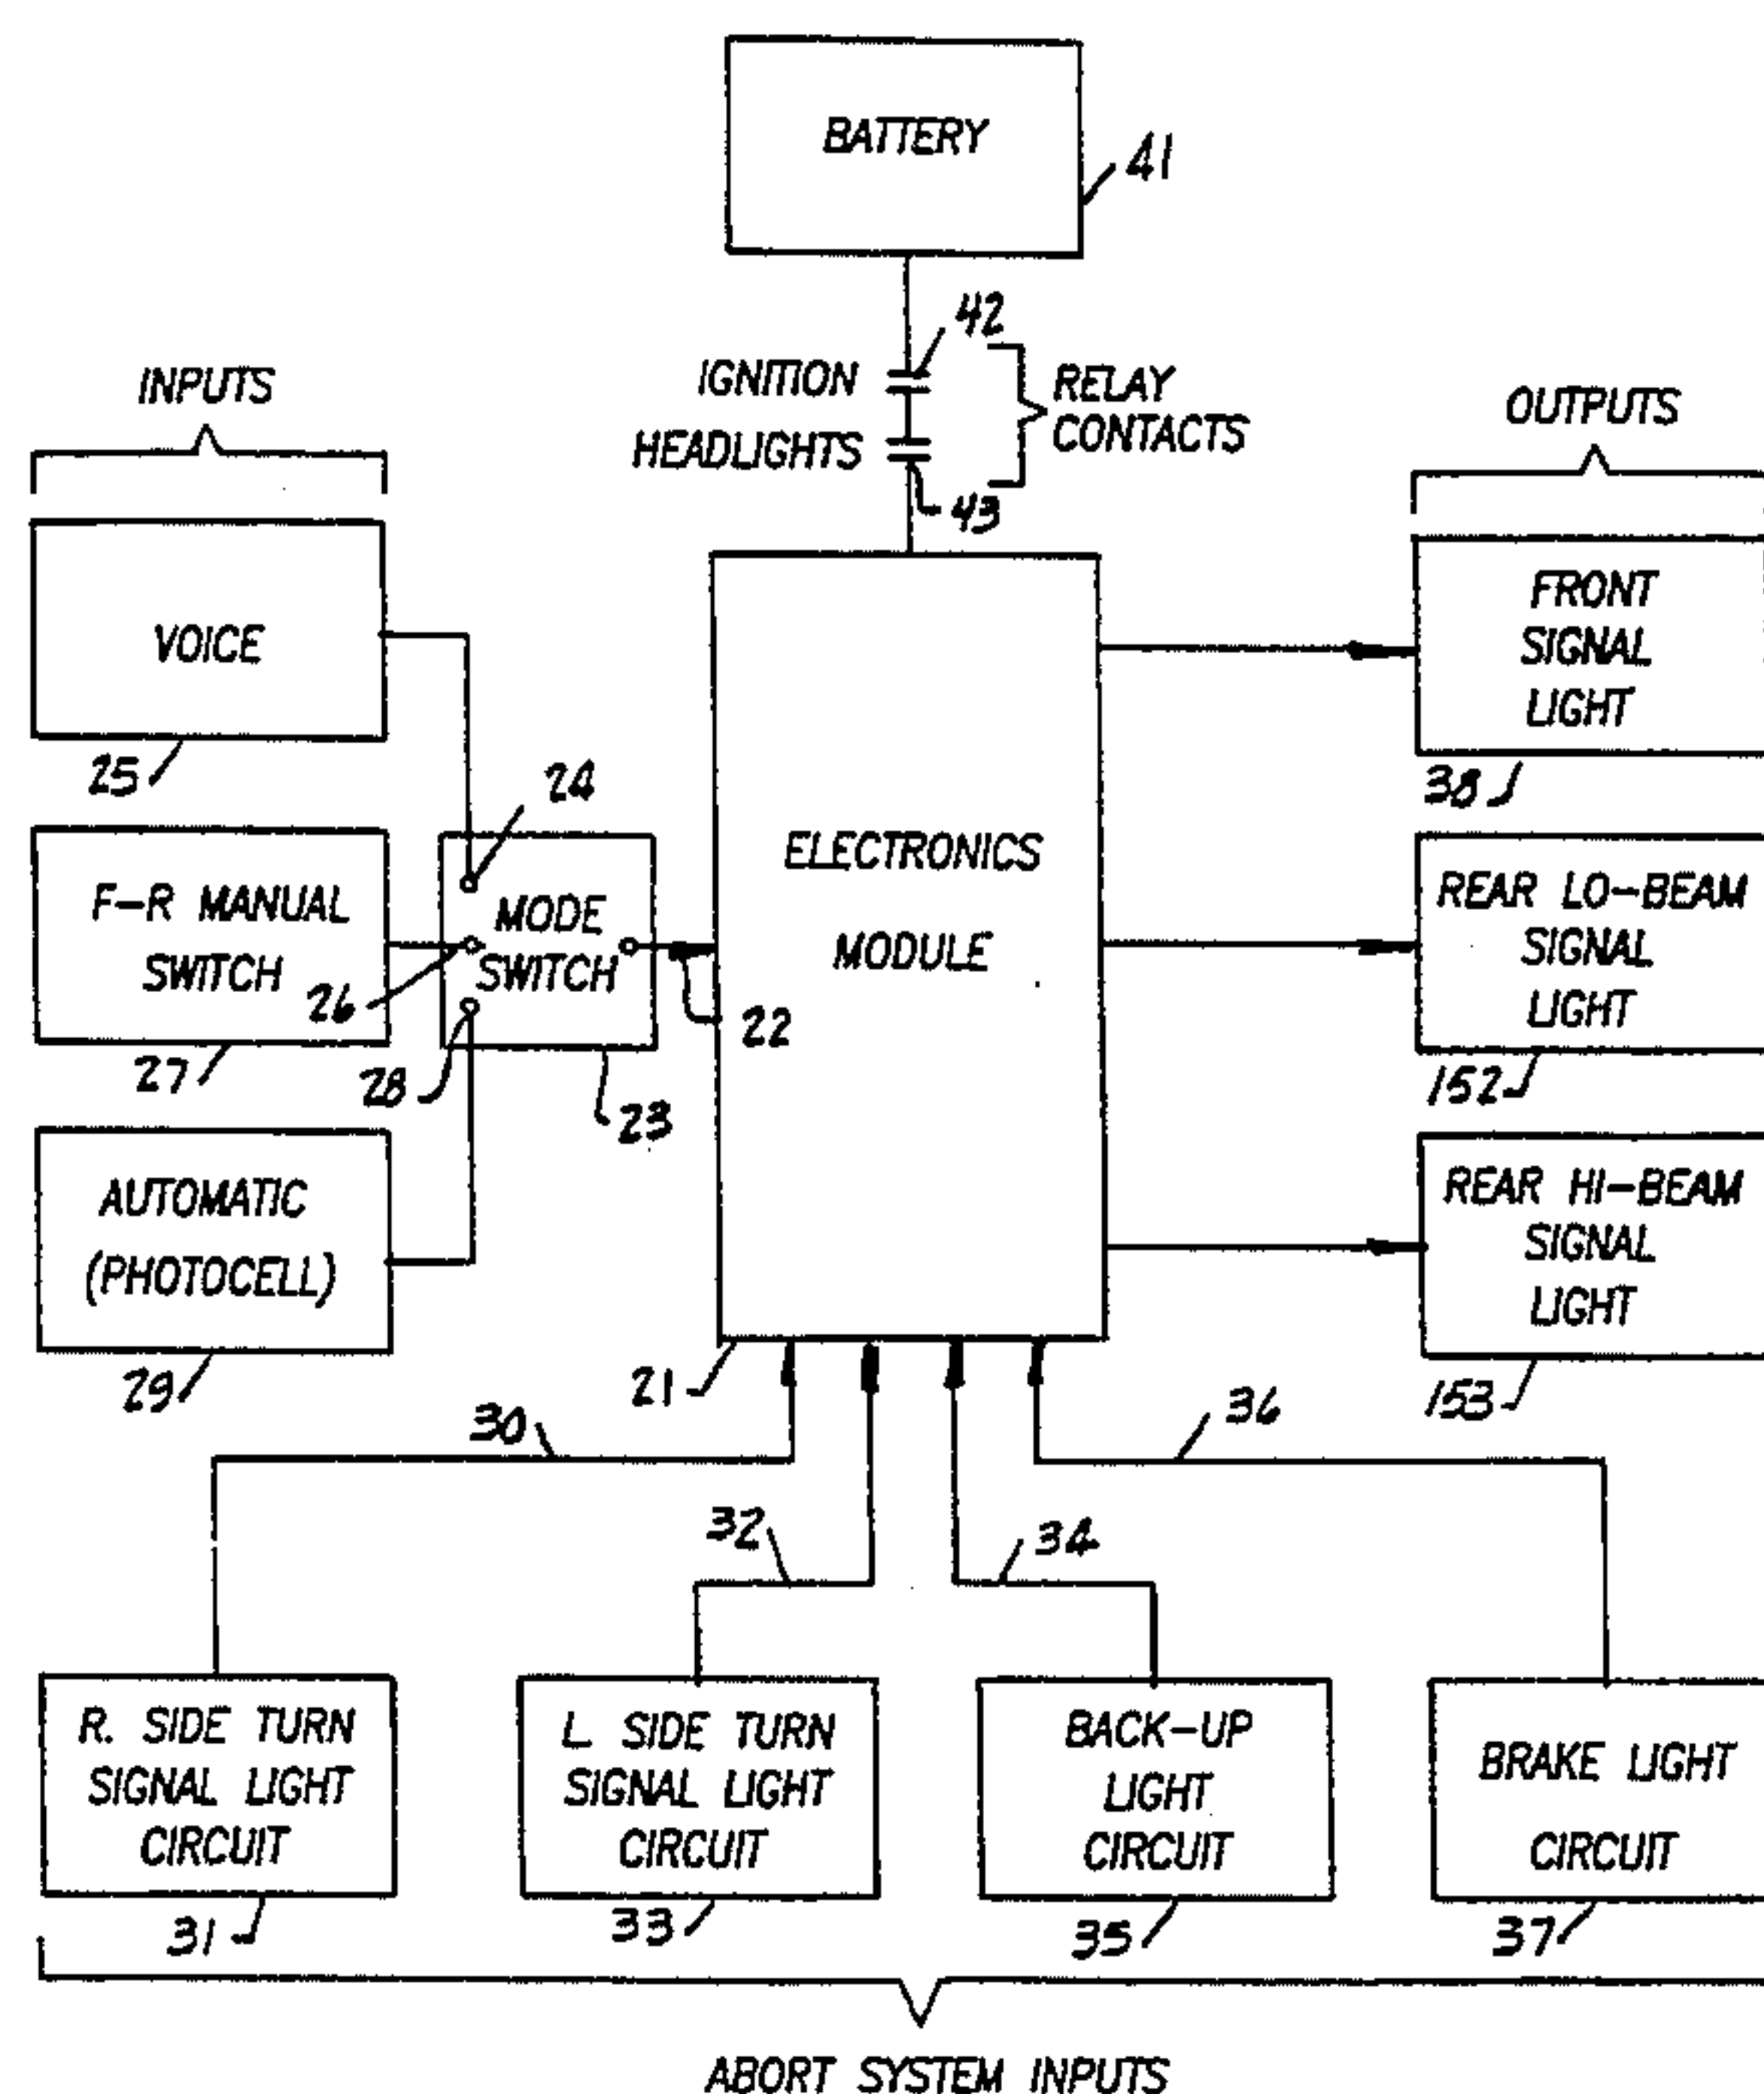 BATTERY
41
42
IGNITION
HEADLIGHTS
RELAY
CONTACTS
43
INPUTS
OUTPUTS
VOICE
25
24
F-R MANUAL
SWITCH
26
27
MODE
SWITCH
28
23
22
AUTOMATIC
(PHOTOCELL)
29
ELECTRONICS
MODULE
21
FRONT
SIGNAL
LIGHT
38
REAR LO-BEAM
SIGNAL
LIGHT
152
REAR HI-BEAM
SIGNAL
LIGHT
153
30
36
32
34
R. SIDE TURN
SIGNAL LIGHT
CIRCUIT
31
L SIDE TURN
SIGNAL LIGHT
CIRCUIT
33
BACK-UP
LIGHT
CIRCUIT
35
BRAKE LIGHT
CIRCUIT
37
ABORT SYSTEM INPUTS